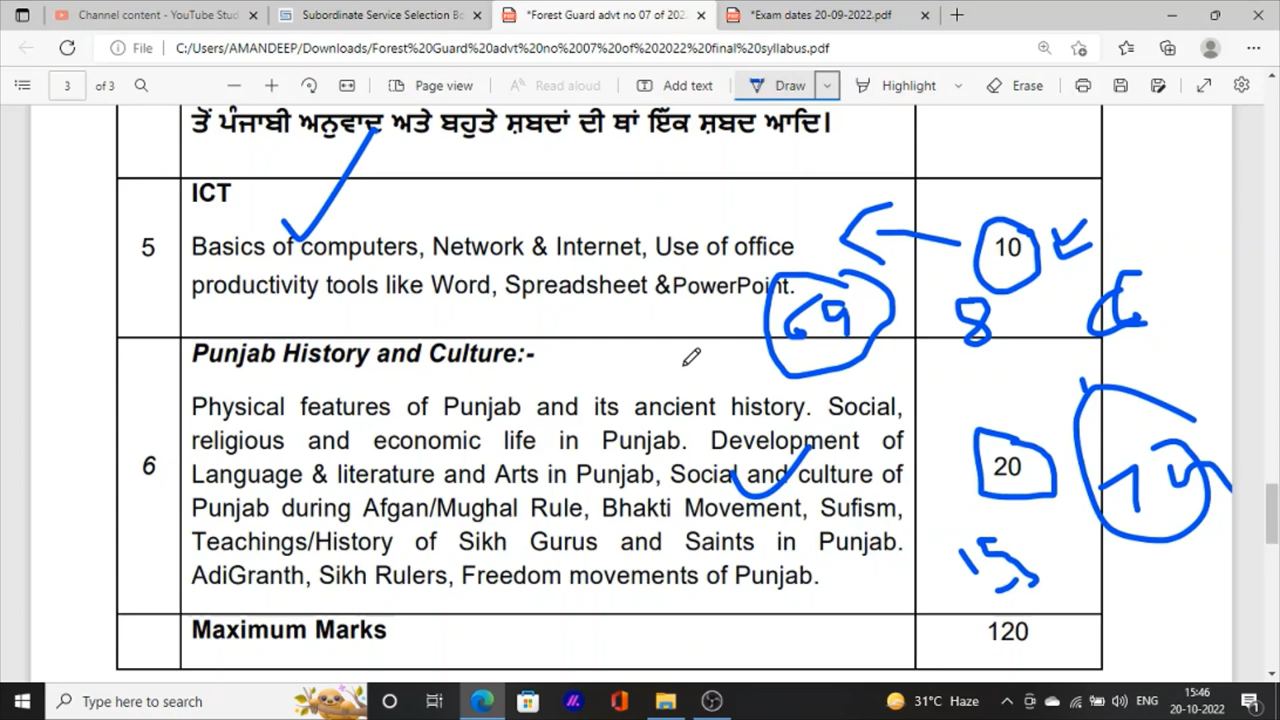 Channel content - YouTube Stud
Subordinate Service Selection Bo
*Forest Guard advt no 07 of 202
*Exam dates 20-09-2022.pdf
File C:/Users/AMANDEEP/Downloads/Forest%20Guard%20advt%20no%2007%20of%202022%20final%20syllabus.pdf
3 of 3 Page view Read aloud Add text Draw Highlight Erase
ਤੋਂ ਪੰਜਾਬੀ ਅਨੁਵਾਦ ਅਤੇ ਬਹੁਤੇ ਸ਼ਬਦਾਂ ਦੀ ਥਾਂ ਇੱਕ ਸ਼ਬਦ ਆਦਿ।
ICT
5 Basics of computers, Network & Internet, Use of office 10
productivity tools like Word, Spreadsheet &PowerPoint.
69 8
Punjab History and Culture:-
Physical features of Punjab and its ancient history. Social,
religious and economic life in Punjab. Development of
6 Language & literature and Arts in Punjab, Social and culture of 20
Punjab during Afgan/Mughal Rule, Bhakti Movement, Sufism,
Teachings/History of Sikh Gurus and Saints in Punjab.
AdiGranth, Sikh Rulers, Freedom movements of Punjab.
15
Maximum Marks 120
Type here to search 31°C Haze ENG 15:46
20-10-2022